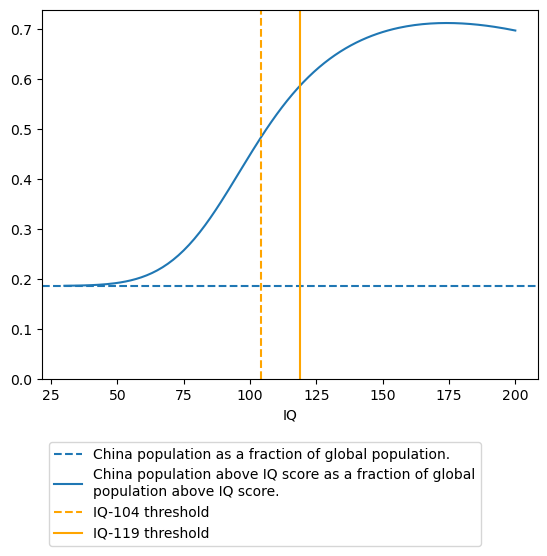 0.7
0.6
0.5
0.4
0.3
0.2
0.1
0.0
25 50 75 100 125 150 175 200
IQ
China population as a fraction of global population.
China population above IQ score as a fraction of global
population above IQ score.
IQ-104 threshold
IQ-119 threshold